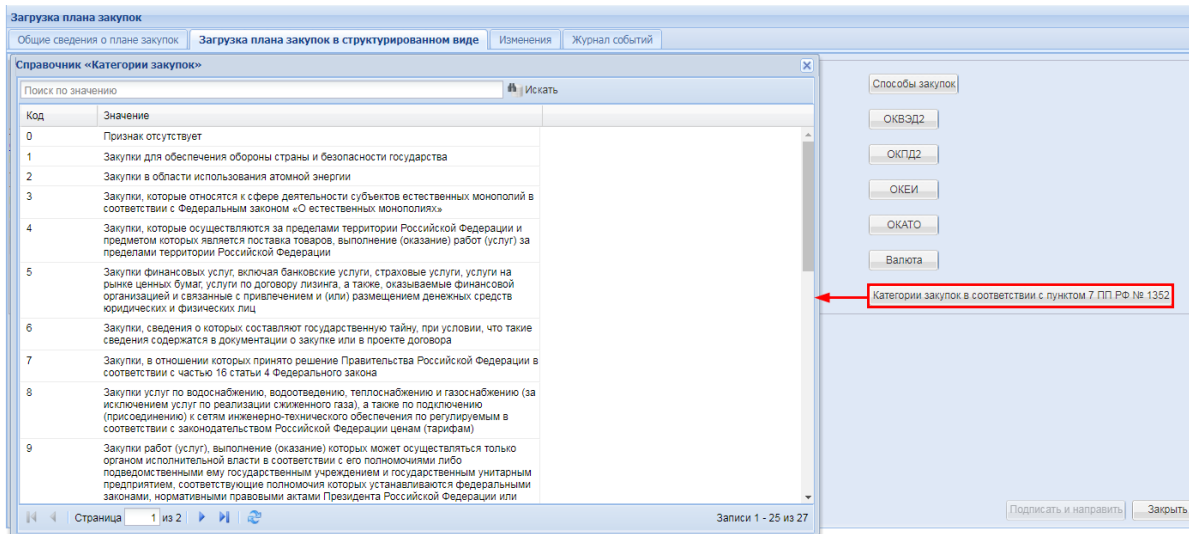 Загрузка плана закупок
Общие сведения о плане закупок
Загрузка плана закупок в структурированном виде
Изменения
Журнал событий
Справочник «Категории закупок»
Поиск по значению
Искать
Код
Значение
0
Признак отсутствует
1
Закупки для обеспечения обороны страны и безопасности государства
2
Закупки в области использования атомной энергии
3
Закупки, которые относятся к сфере деятельности субъектов естественных монополий в
соответствии с Федеральным законом «О естественных монополиях»
4
Закупки, которые осуществляются за пределами территории Российской Федерации и
предметом которых является поставка товаров, выполнение (оказание) работ (услуг) за
пределами территории Российской Федерации
5
Закупки финансовых услуг, включая банковские услуги, страховые услуги, услуги на
рынке ценных бумаг, услуги по договору лизинга, а также, оказываемые финансовой
организацией и связанные с привлечением и (или) размещением денежных средств
юридических и физических лиц
6
Закупки, сведения о которых составляют государственную тайну, при условии, что такие
сведения содержатся в документации о закупке или в проекте договора
7
Закупки, в отношении которых принято решение Правительства Российской Федерации в
соответствии с частью 16 статьи 4 Федерального закона
8
Закупки услуг по водоснабжению, водоотведению, теплоснабжению и газоснабжению (за
исключением услуг по реализации сжиженного газа), а также по подключению
(присоединению) к сетям инженерно-технического обеспечения по регулируемым в
соответствии с законодательством Российской Федерации ценам (тарифам)
9
Закупки работ (услуг), выполнение (оказание) которых может осуществляться только
органом исполнительной власти в соответствии с его полномочиями либо
подведомственными ему государственным учреждением и государственным унитарным
предприятием, соответствующие полномочия которых устанавливаются федеральными
законами, нормативными правовыми актами Президента Российской Федерации или
Страница 1 из 2
Записи 1 - 25 из 27
Способы закупок
ОКВЭД2
ОКПД2
ОКЕИ
ОКАТО
Валюта
Категории закупок в соответствии с пунктом 7 ПП РФ № 1352
Подписать и направить
Закрыть